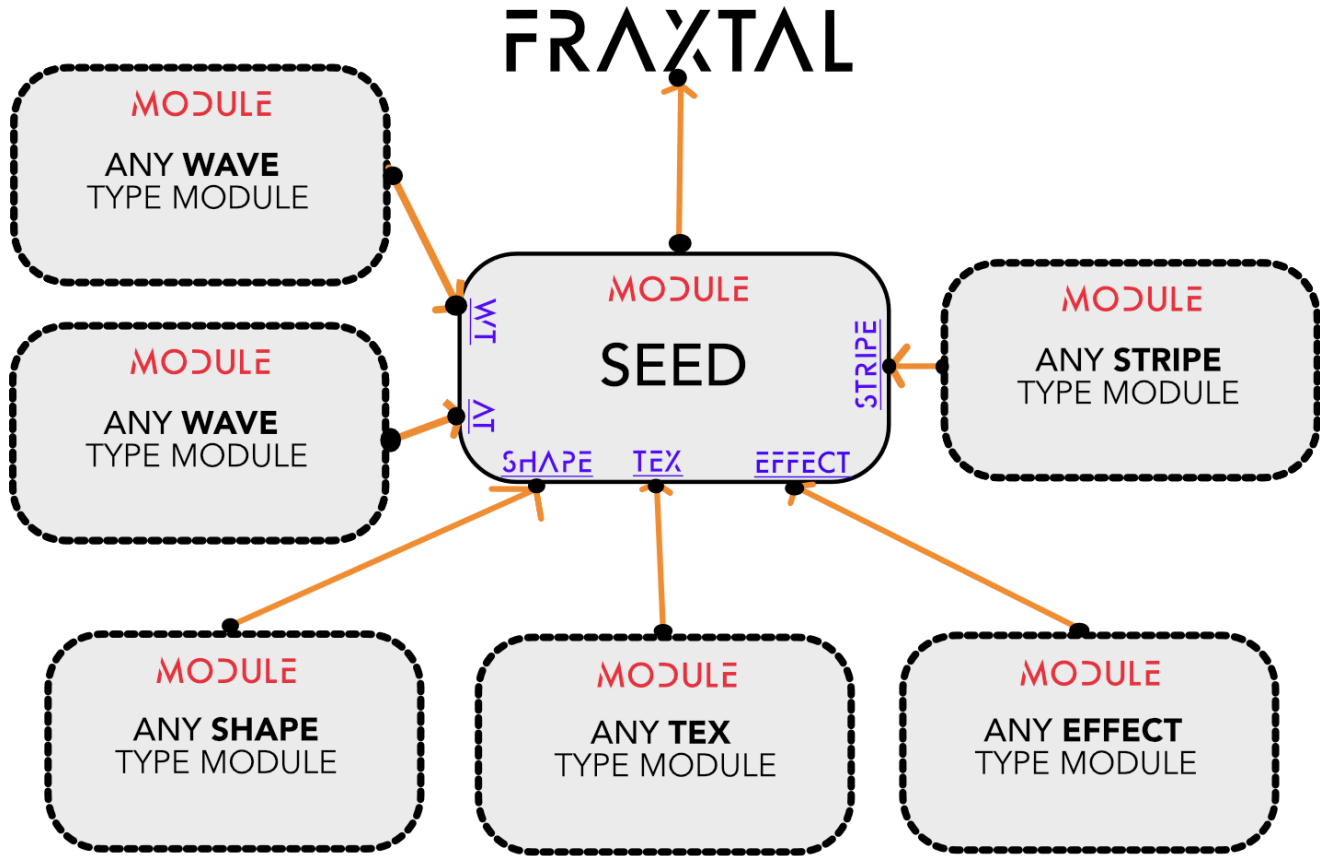 FRAXTAL
MODULE
ANY WAVE
TYPE MODULE
MODULE
ANY WAVE
TYPE MODULE
MODULE
SEED
WT
AT
SHAPE
TEX
EFFECT
STRIPE
MODULE
ANY STRIPE
TYPE MODULE
MODULE
ANY SHAPE
TYPE MODULE
MODULE
ANY TEX
TYPE MODULE
MODULE
ANY EFFECT
TYPE MODULE